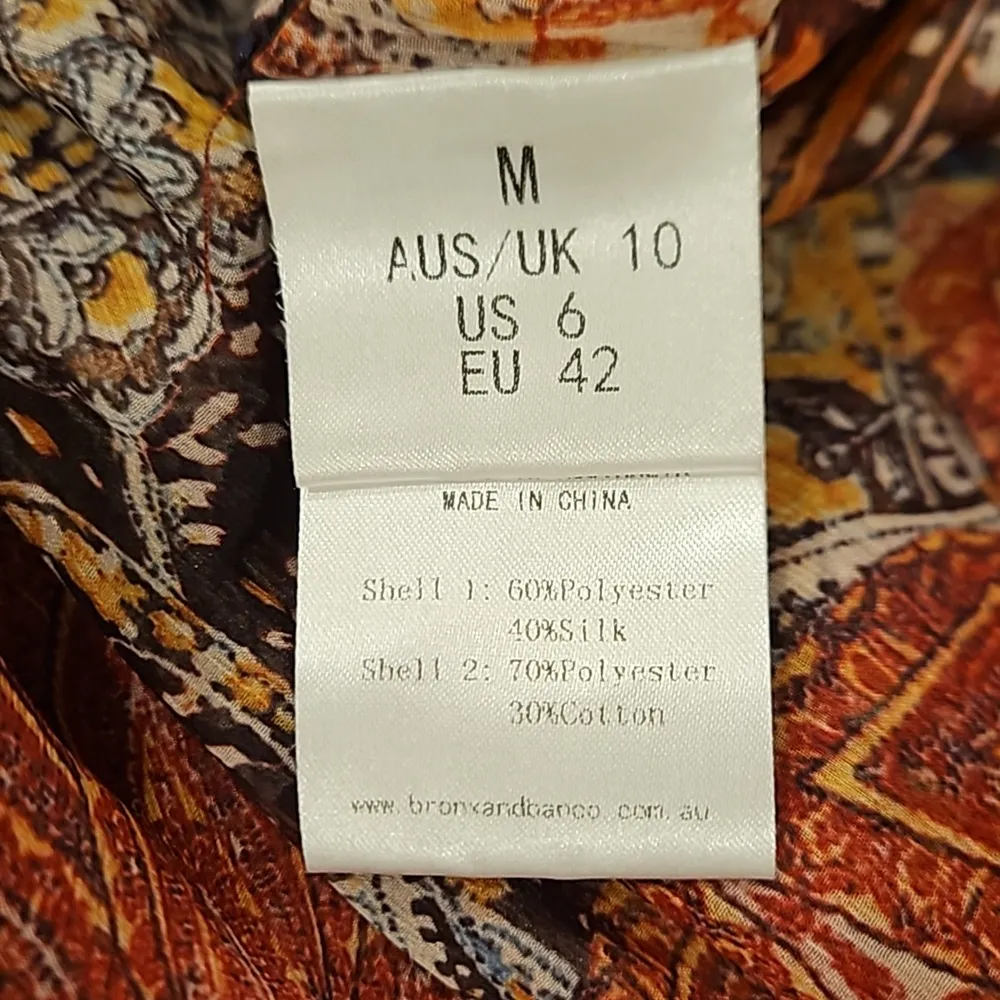 M
AUS/UK 10
US 6
EU 42
MADE IN CHINA
Shell 1: 60%Polyester
40%Silk
Shell 2: 70%Polyester
30%Cotton
www.bronxandbanco.com.au